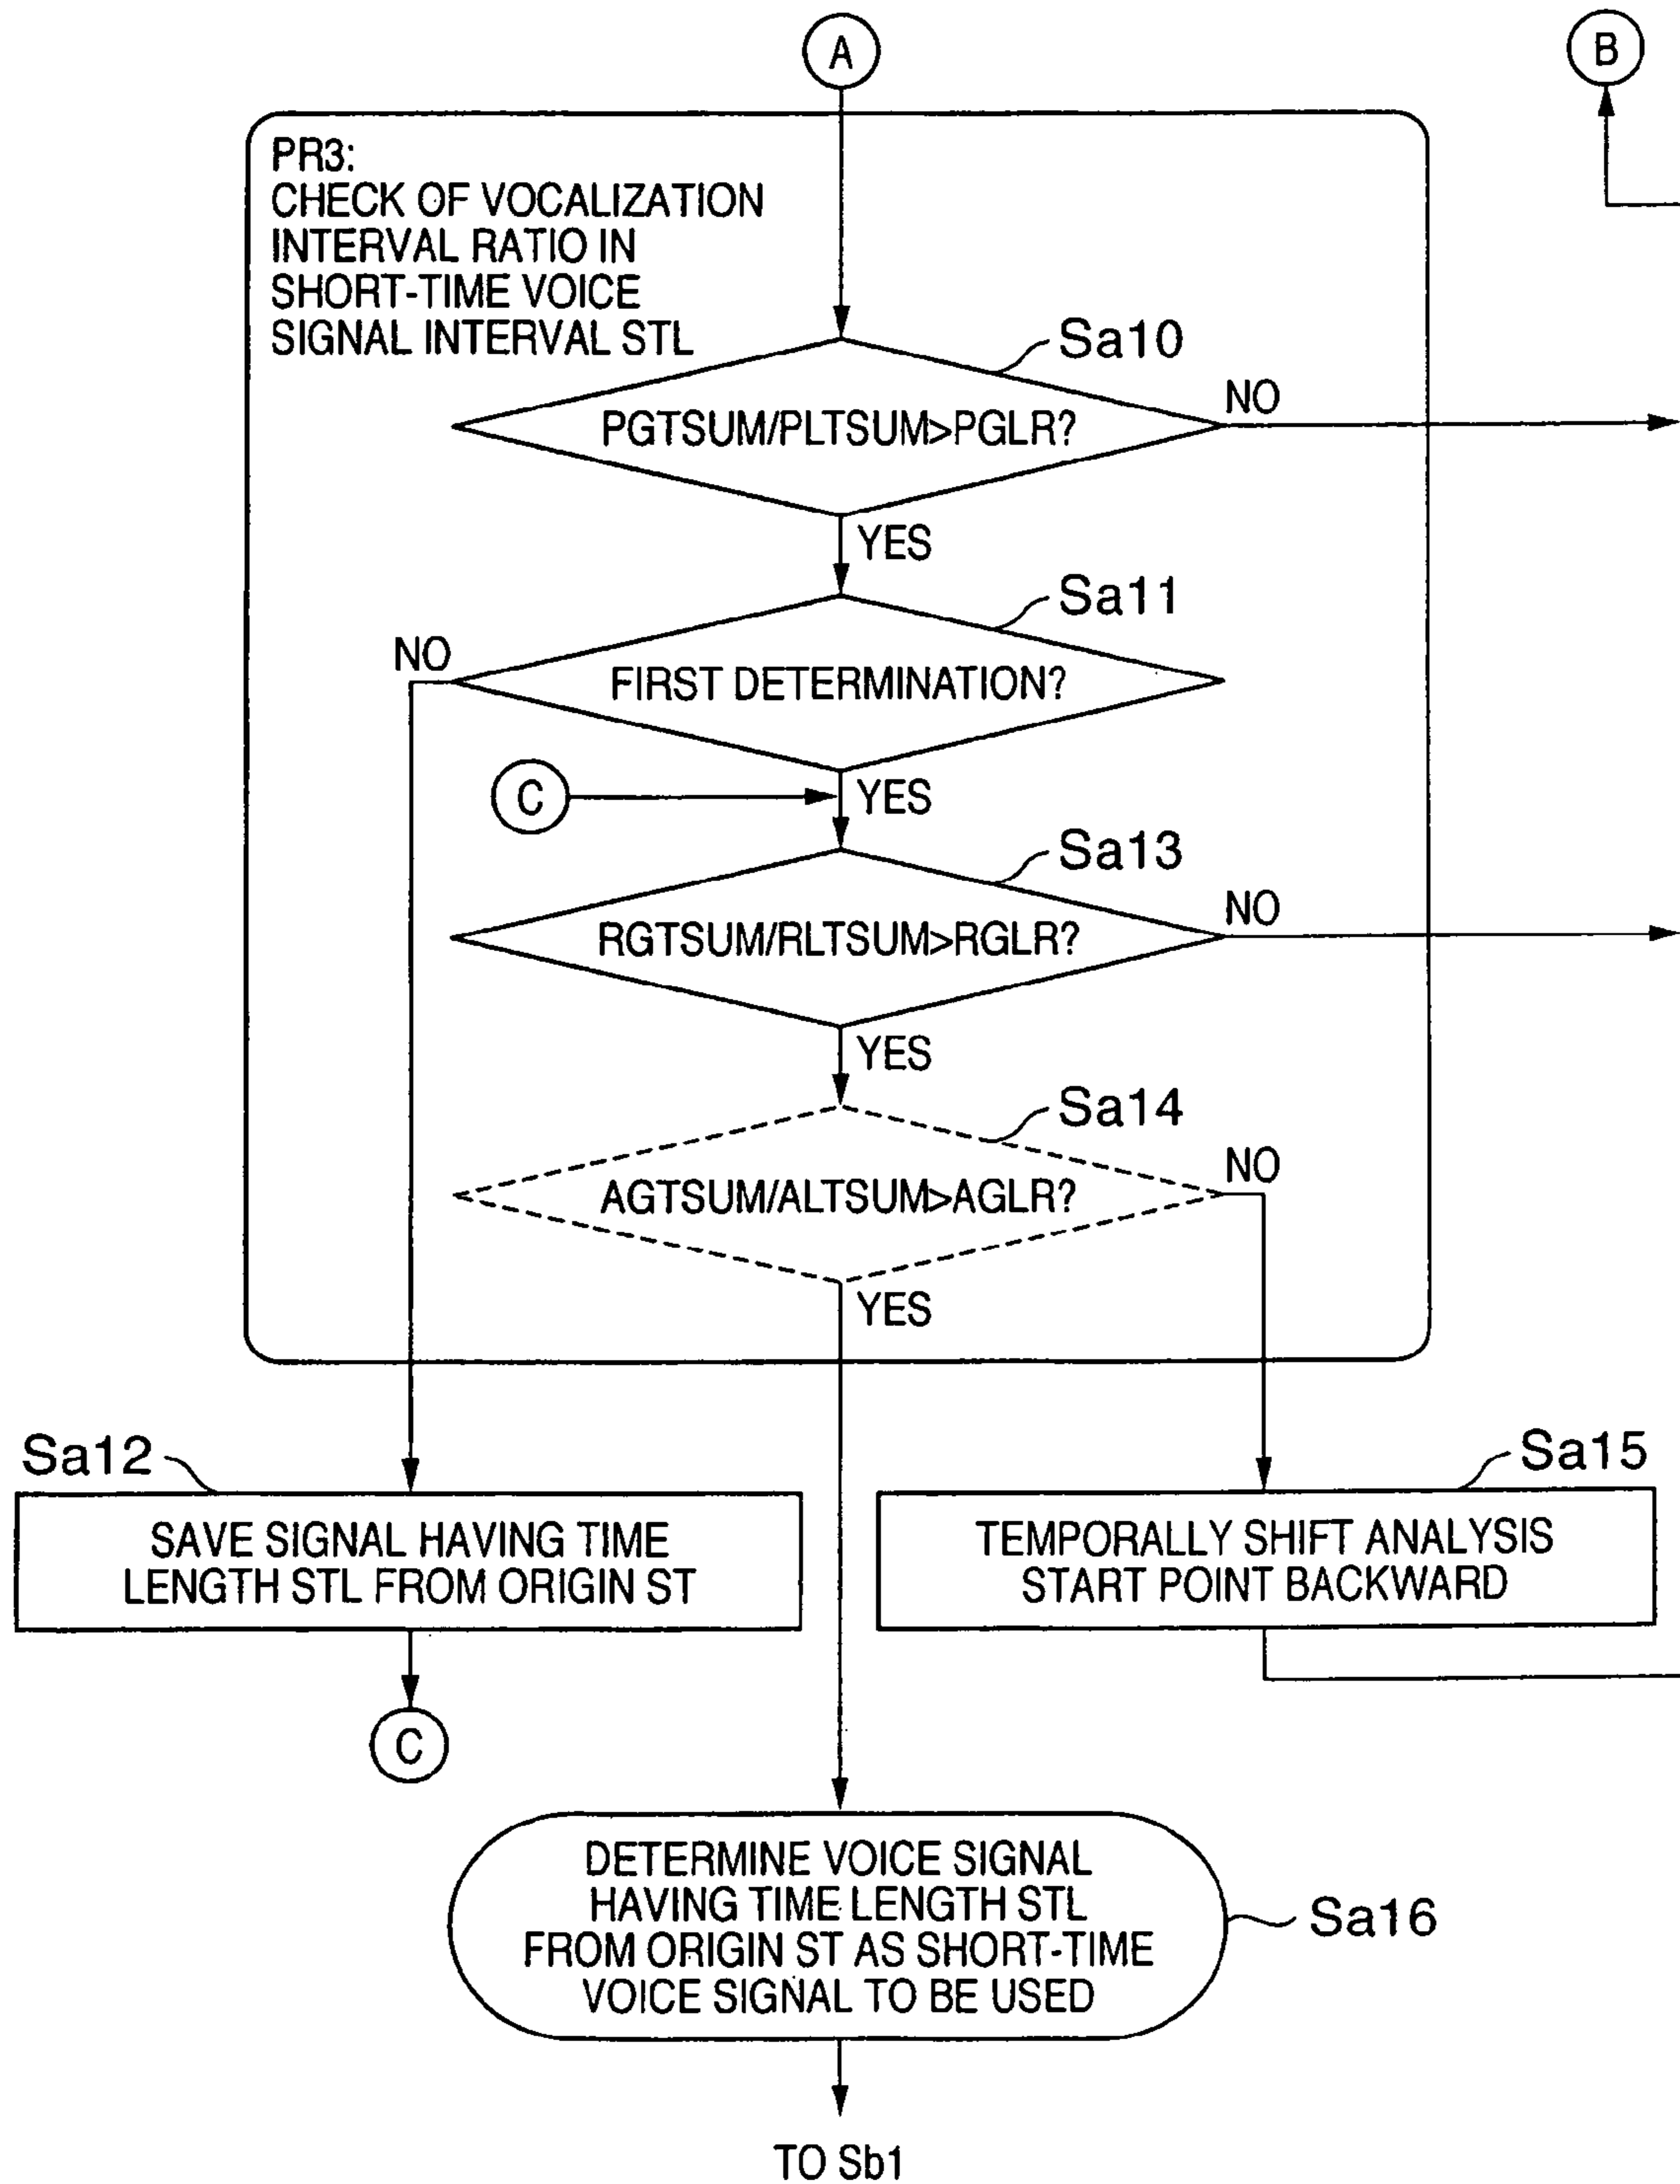 A
B
PR3:
CHECK OF VOCALIZATION
INTERVAL RATIO IN
SHORT-TIME VOICE
SIGNAL INTERVAL STL
Sa10
PGTSUM/PLTSUM>PGLR?
NO
YES
Sa11
NO
FIRST DETERMINATION?
C
YES
Sa13
RGTSUM/RLTSUM>RGLR?
NO
YES
Sa14
AGTSUM/ALTSUM>AGLR?
NO
YES
Sa12
SAVE SIGNAL HAVING TIME
LENGTH STL FROM ORIGIN ST
Sa15
TEMPORALLY SHIFT ANALYSIS
START POINT BACKWARD
C
DETERMINE VOICE SIGNAL
HAVING TIME LENGTH STL
FROM ORIGIN ST AS SHORT-TIME
VOICE SIGNAL TO BE USED
Sa16
TO Sb1